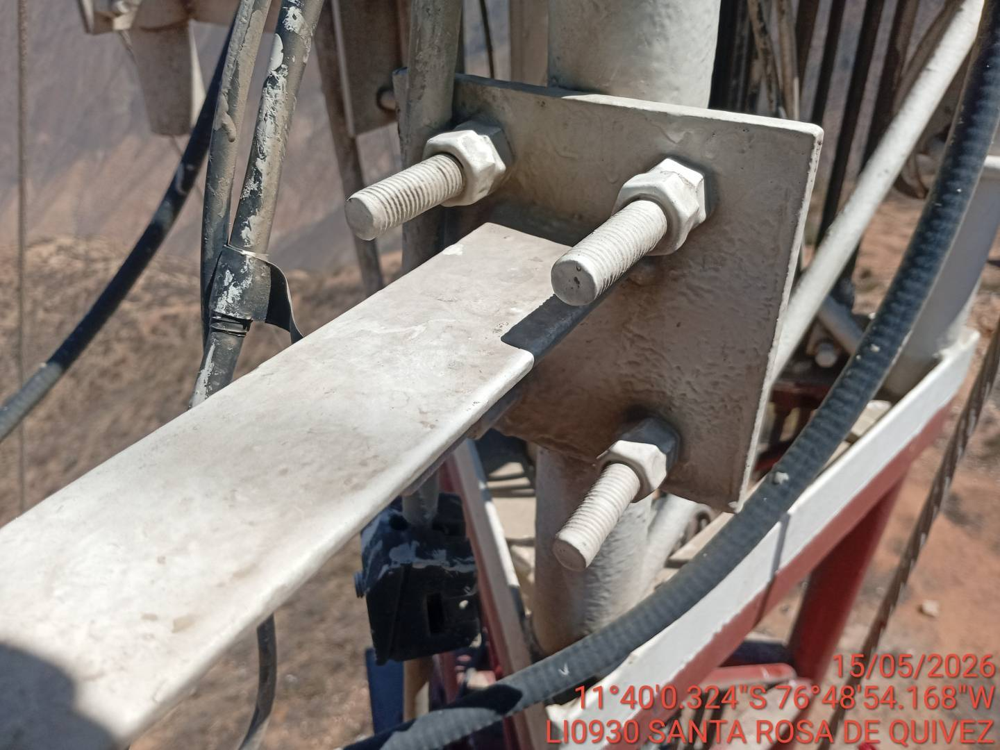 15/05/2026
11°40'0.324"S 76°48'54.168"W
LI0930 SANTA ROSA DE QUIVEZ